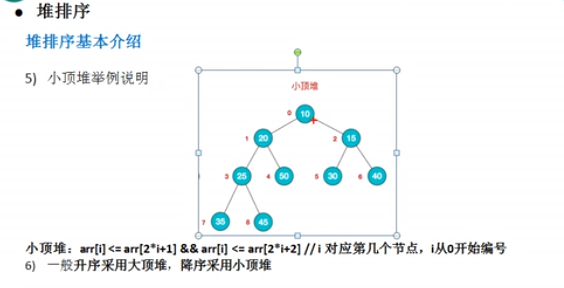 • 堆排序
堆排序基本介绍
5) 小顶堆举例说明
小顶堆
0 10
1 20 2 15
3 25 4 50 5 30 6 40
7 35 8 45
小顶堆：arr[i] <= arr[2*i+1] && arr[i] <= arr[2*i+2] // i 对应第几个节点，i从0开始编号
6) 一般升序采用大顶堆，降序采用小顶堆